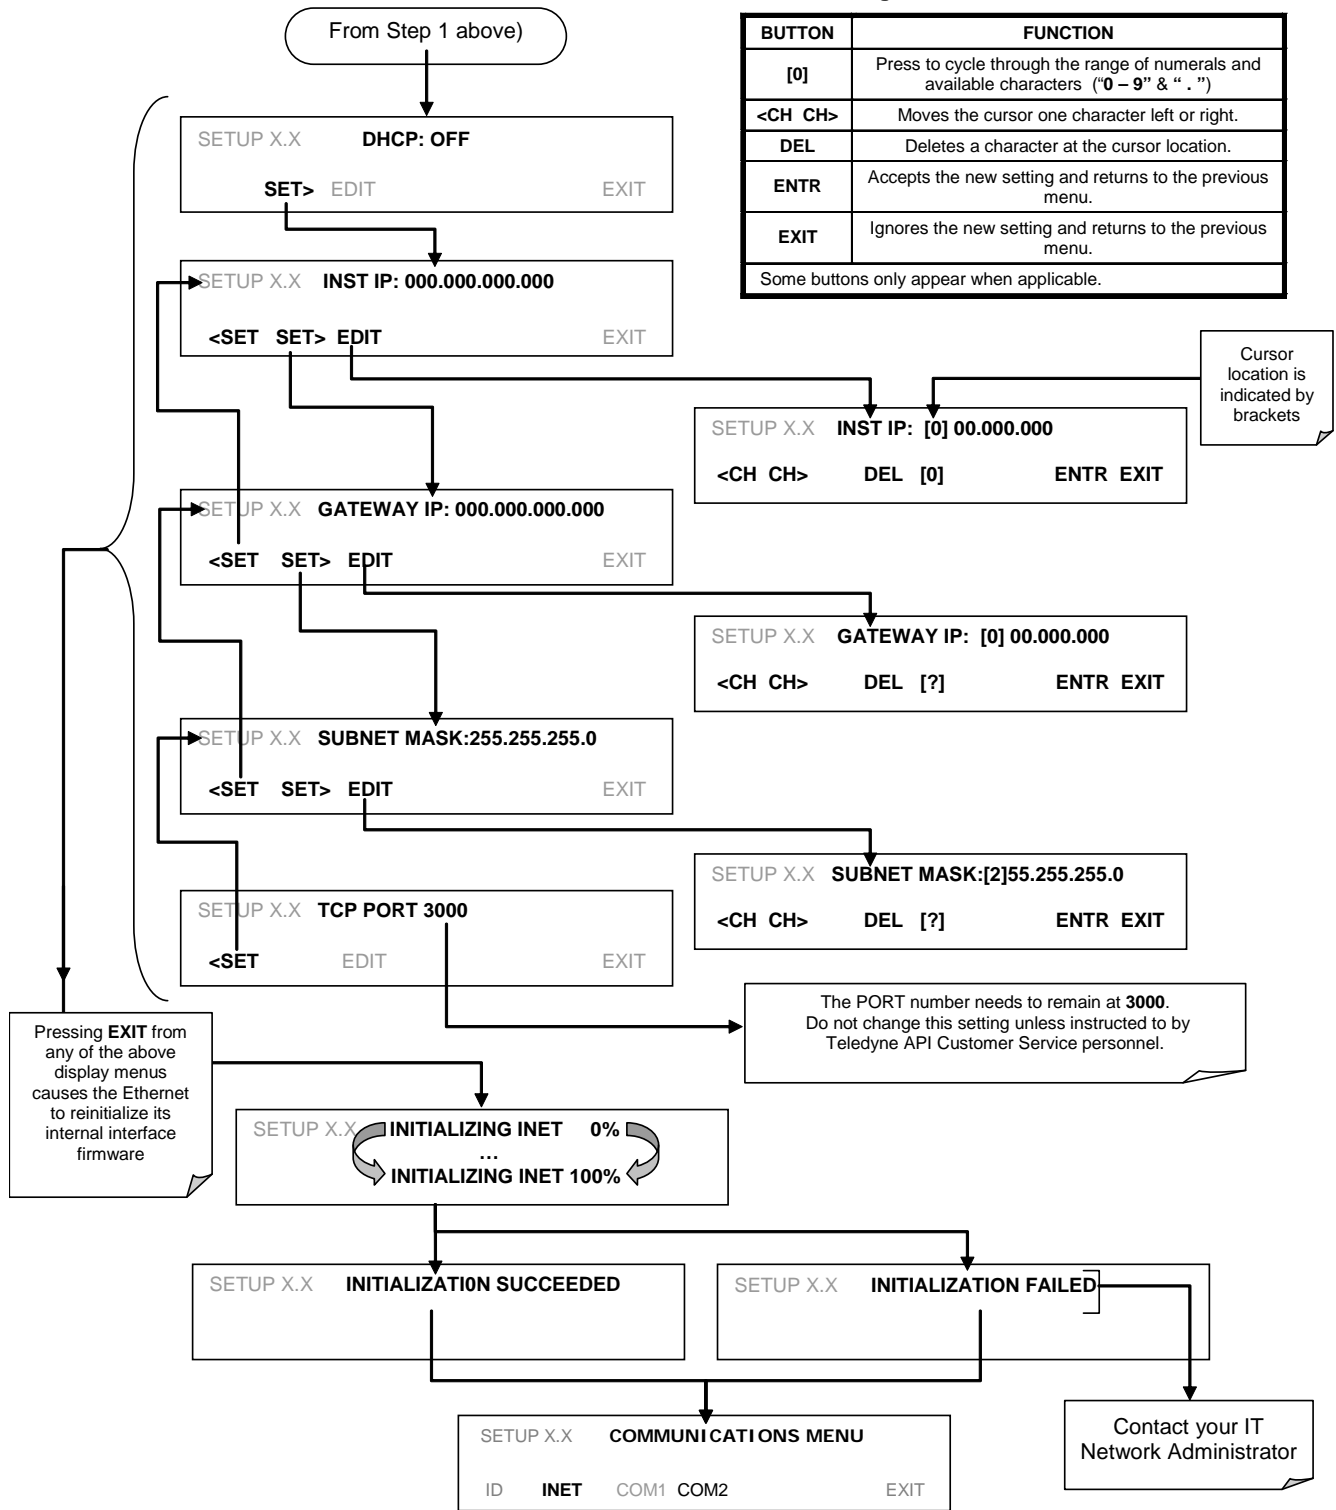 From Step 1 above)
BUTTON FUNCTION
[0] Press to cycle through the range of numerals and
available characters (“0 – 9” & “ . ”)
<CH CH> Moves the cursor one character left or right.
DEL Deletes a character at the cursor location.
ENTR Accepts the new setting and returns to the previous
menu.
EXIT Ignores the new setting and returns to the previous
menu.
Some buttons only appear when applicable.
SETUP X.X DHCP: OFF
SET> EDIT EXIT
SETUP X.X INST IP: 000.000.000.000
<SET SET> EDIT EXIT
Cursor
location is
indicated by
brackets
SETUP X.X INST IP: [0] 00.000.000
<CH CH> DEL [0] ENTR EXIT
SETUP X.X GATEWAY IP: 000.000.000.000
<SET SET> EDIT EXIT
SETUP X.X GATEWAY IP: [0] 00.000.000
<CH CH> DEL [?] ENTR EXIT
SETUP X.X SUBNET MASK:255.255.255.0
<SET SET> EDIT EXIT
SETUP X.X SUBNET MASK:[2]55.255.255.0
<CH CH> DEL [?] ENTR EXIT
SETUP X.X TCP PORT 3000
<SET EDIT EXIT
The PORT number needs to remain at 3000.
Do not change this setting unless instructed to by
Teledyne API Customer Service personnel.
Pressing EXIT from
any of the above
display menus
causes the Ethernet
to reinitialize its
internal interface
firmware
SETUP X.X INITIALIZING INET 0%
…
INITIALIZING INET 100%
SETUP X.X INITIALIZATI0N SUCCEEDED
SETUP X.X INITIALIZATION FAILED
Contact your IT
Network Administrator
SETUP X.X COMMUNICATIONS MENU
ID INET COM1 COM2 EXIT